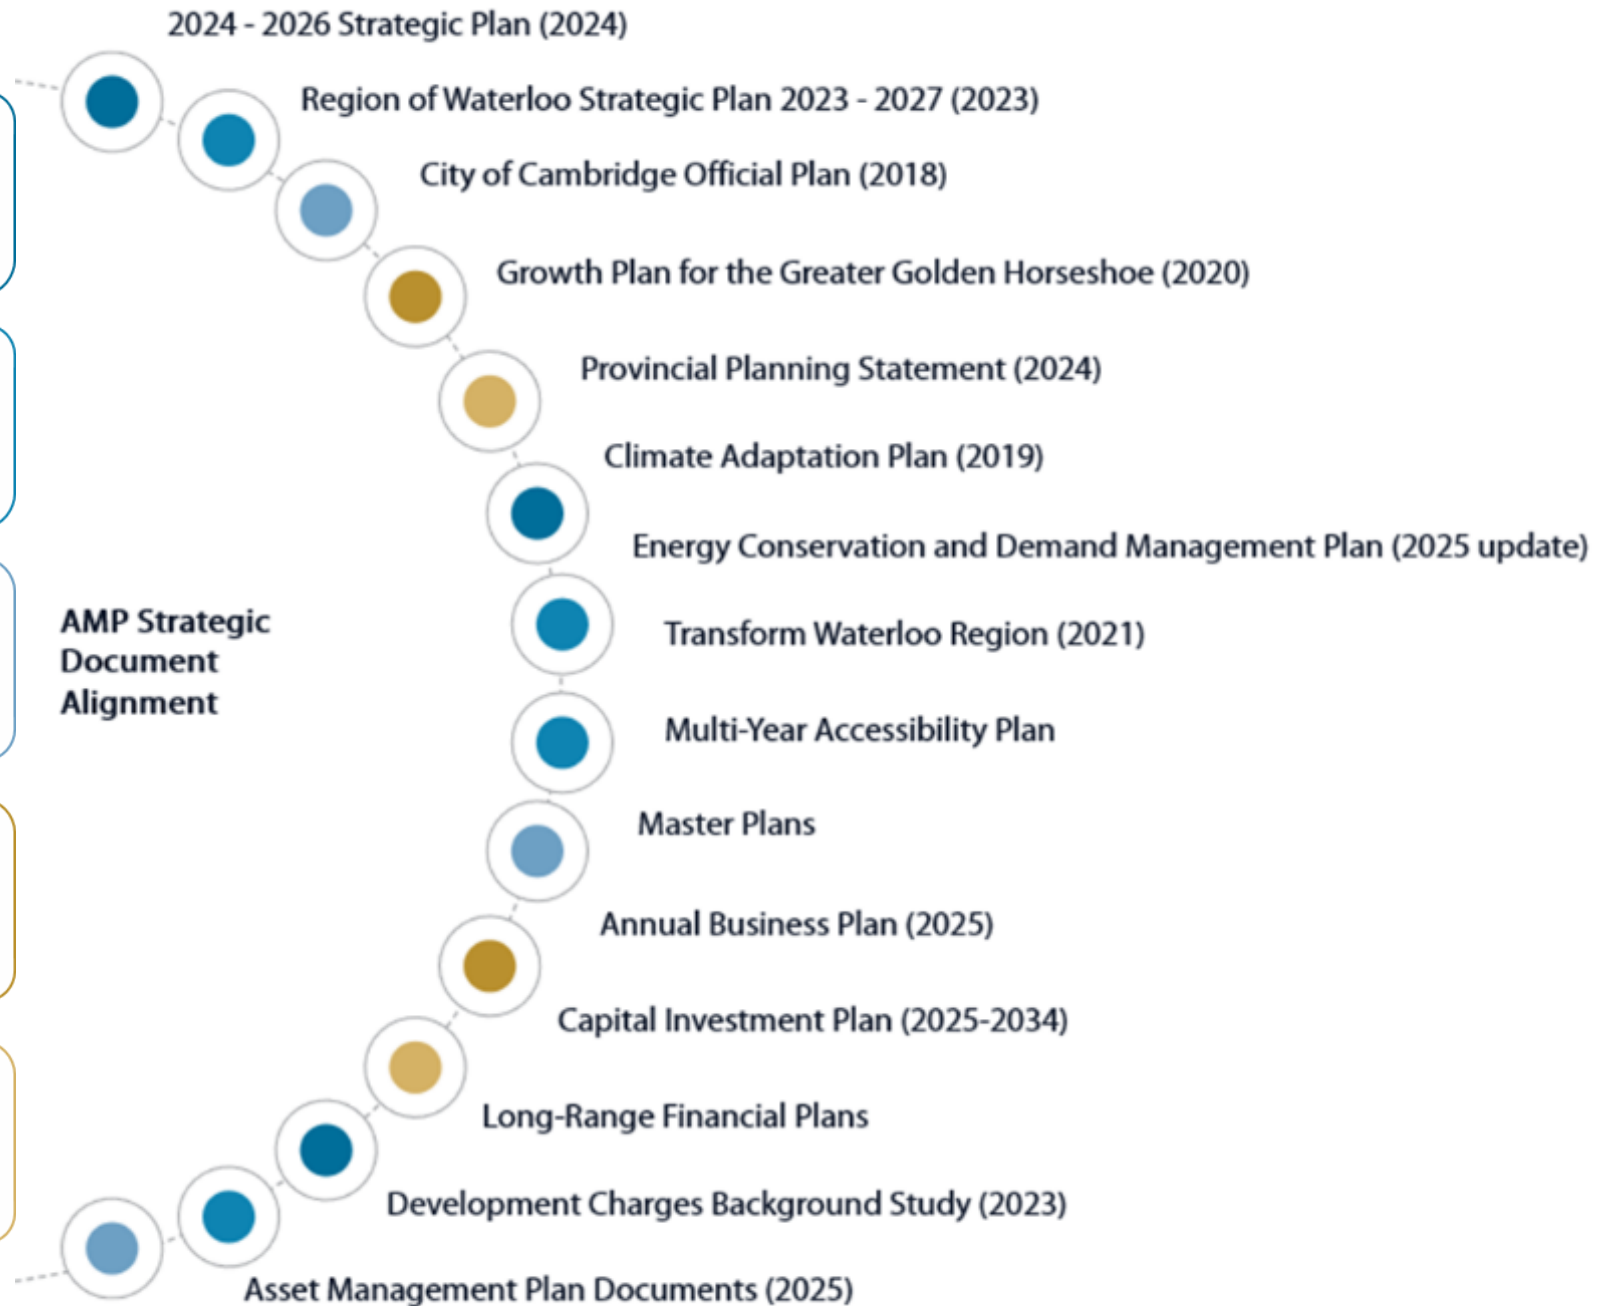 2024 - 2026 Strategic Plan (2024)
Region of Waterloo Strategic Plan 2023 - 2027 (2023)
City of Cambridge Official Plan (2018)
Growth Plan for the Greater Golden Horseshoe (2020)
Provincial Planning Statement (2024)
Climate Adaptation Plan (2019)
Energy Conservation and Demand Management Plan (2025 update)
AMP Strategic
Document
Alignment
Transform Waterloo Region (2021)
Multi-Year Accessibility Plan
Master Plans
Annual Business Plan (2025)
Capital Investment Plan (2025-2034)
Long-Range Financial Plans
Development Charges Background Study (2023)
Asset Management Plan Documents (2025)